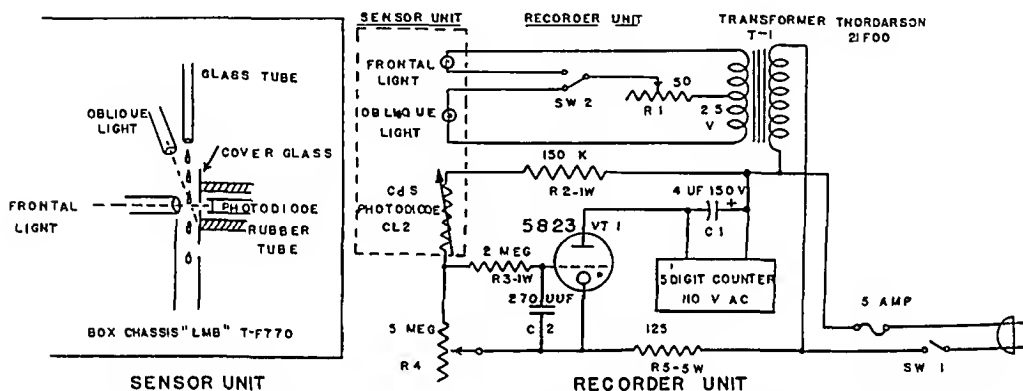 GLASS TUBE
OBLIQUE
LIGHT
COVER GLASS
FRONTAL
LIGHT
PHOTODIODE
RUBBER
TUBE
BOX CHASSIS "LMB" T-F770
SENSOR UNIT
SENSOR UNIT
RECORDER UNIT
TRANSFORMER THORDARSON
T-1
21F00
FRONTAL
LIGHT
SW 2
50
R 1
25
V
OBLIQUE
LIGHT
150 K
R2-1W
4 UF 150V
+
C 1
CdS
PHOTODIODE
CL2
5823
VT 1
2 MEG
R3-1W
270 UUF
C 2
5 DIGIT COUNTER
110 V AC
5 AMP
5 MEG
R4
125
R5-5W
SW 1
RECORDER UNIT